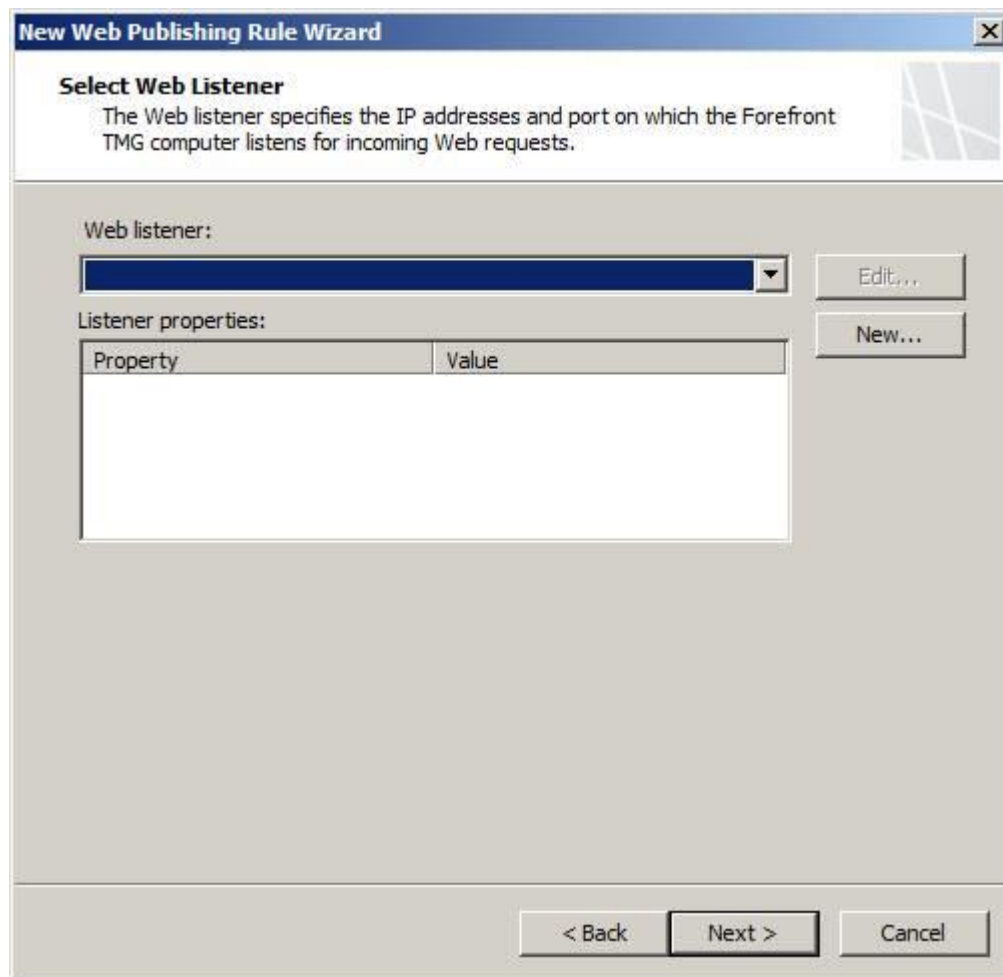 New Web Publishing Rule Wizard
Select Web Listener
The Web listener specifies the IP addresses and port on which the Forefront
TMG computer listens for incoming Web requests.
Web listener:
Edit...
Listener properties:
New...
Property Value
< Back Next > Cancel